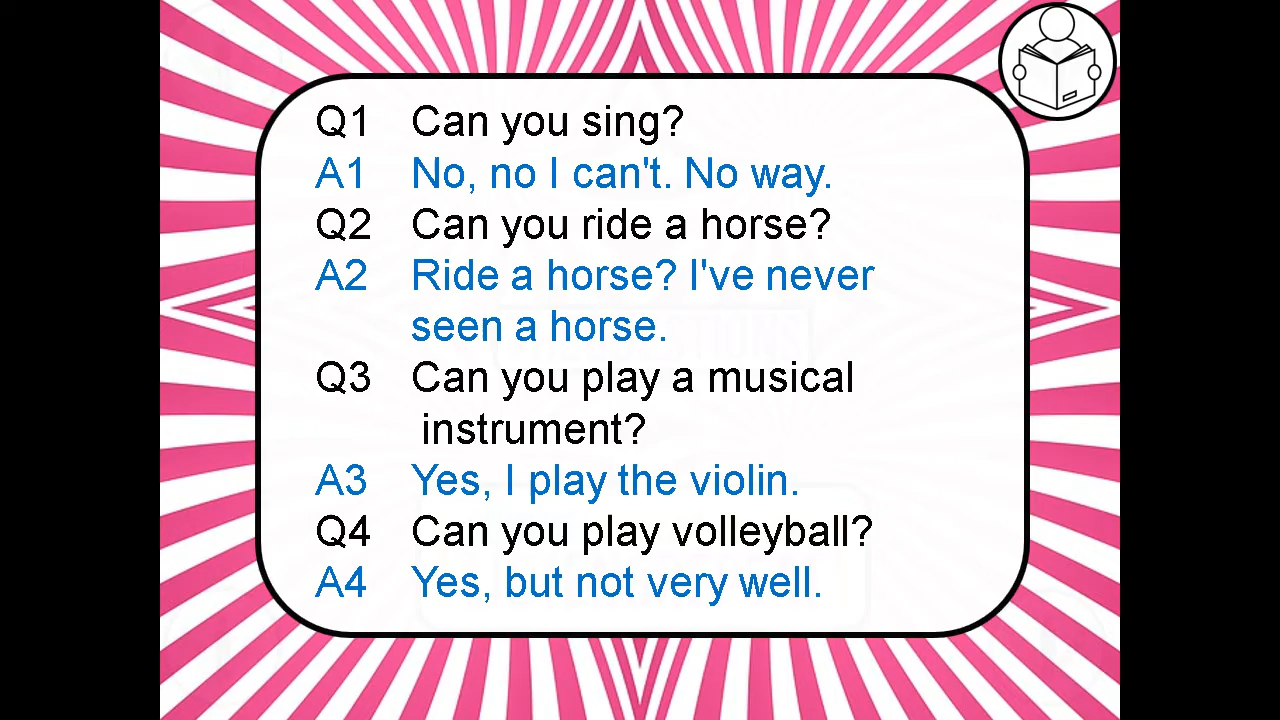 Q1 Can you sing?
A1 No, no I can't. No way.
Q2 Can you ride a horse?
A2 Ride a horse? I've never
seen a horse.
Q3 Can you play a musical
instrument?
A3 Yes, I play the violin.
Q4 Can you play volleyball?
A4 Yes, but not very well.